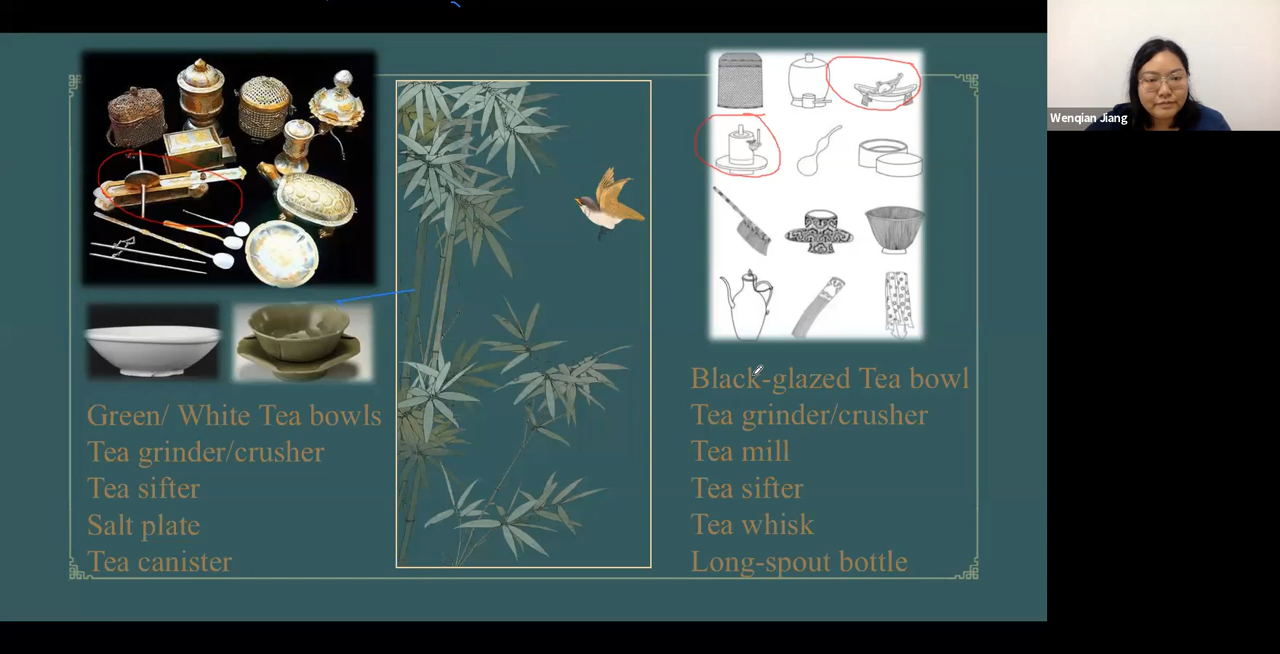 Wenqian Jiang
Green/ White Tea bowls
Tea grinder/crusher
Tea sifter
Salt plate
Tea canister
Black-glazed Tea bowl
Tea grinder/crusher
Tea mill
Tea sifter
Tea whisk
Long-spout bottle